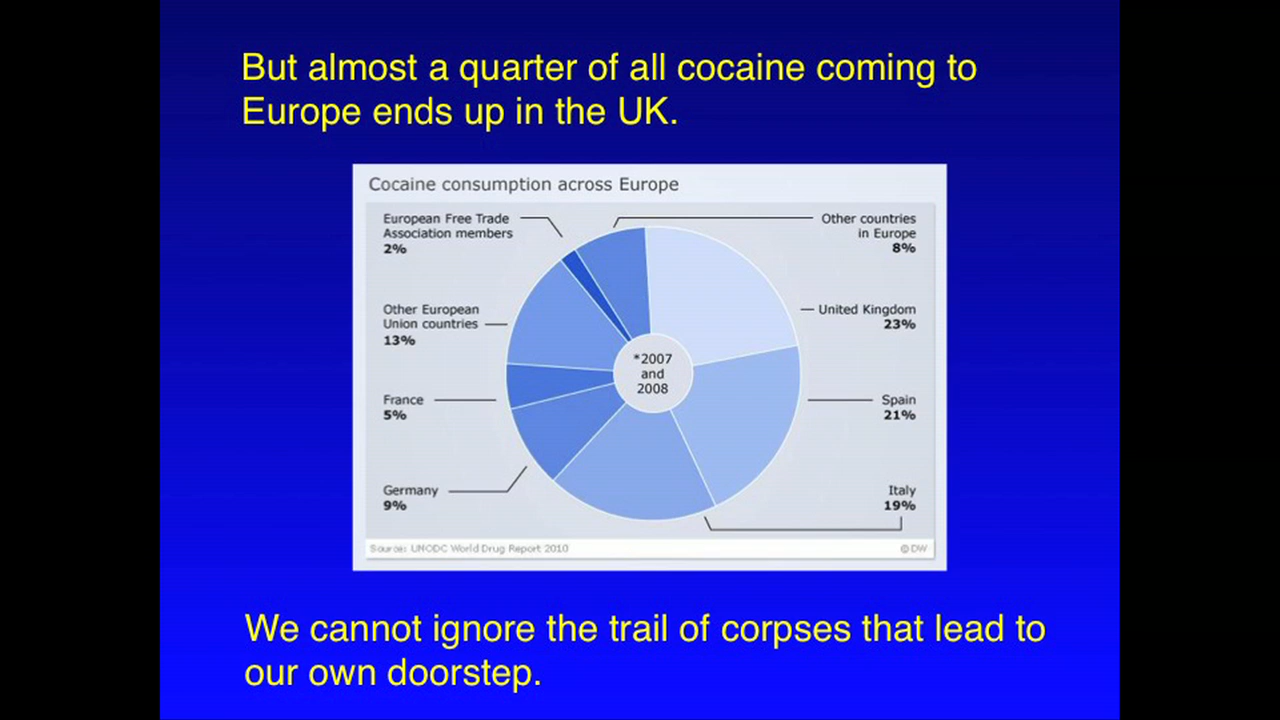 But almost a quarter of all cocaine coming to
Europe ends up in the UK.
Cocaine consumption across Europe
European Free Trade
Association members
2%
Other countries
in Europe
8%
Other European
Union countries
13%
United Kingdom
23%
*2007
and
2008
France
5%
Spain
21%
Germany
9%
Italy
19%
Source: UNODC World Drug Report 2010
© DW
We cannot ignore the trail of corpses that lead to
our own doorstep.